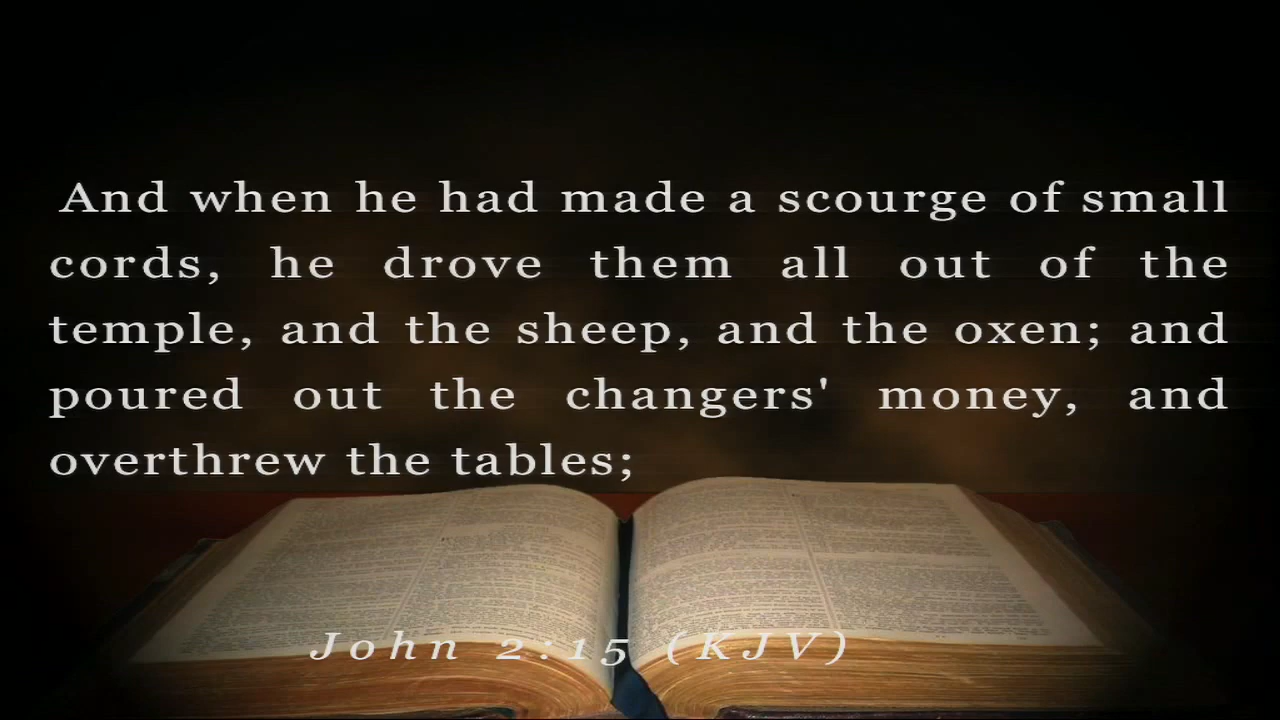 And when he had made a scourge of small
cords, he drove them all out of the
temple, and the sheep, and the oxen; and
poured out the changers' money, and
overthrew the tables;
John 2:15 (KJV)